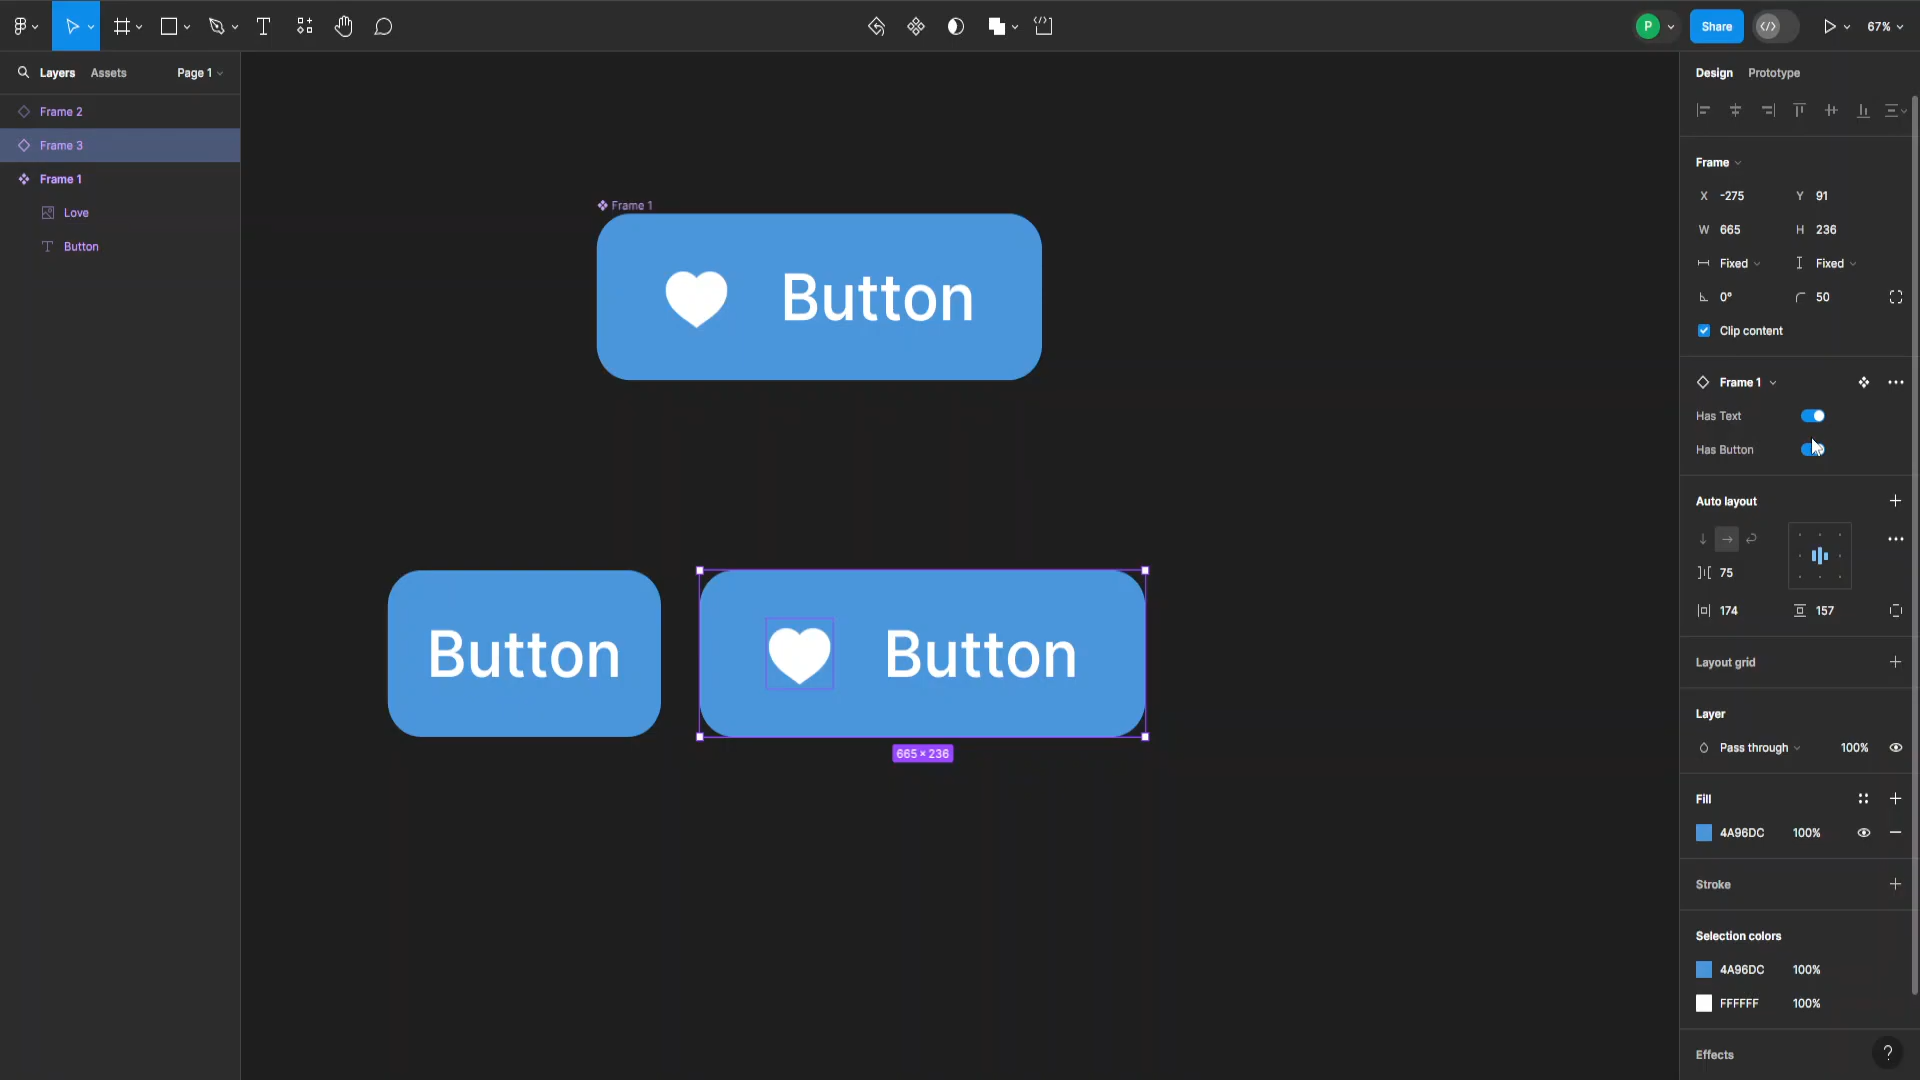 P
Share
67%
Layers
Assets
Page 1
Frame 2
Frame 3
Frame 1
Love
Button
Frame 1
Button
Button
Button
665 × 236
Design
Prototype
Frame
X -275 Y 91
W 665 H 236
Fixed Fixed
0° 50
Clip content
Frame 1
Has Text
Has Button
Auto layout
75
174 157
Layout grid
Layer
Pass through 100%
Fill
4A96DC 100%
Stroke
Selection colors
4A96DC 100%
FFFFFF 100%
Effects
?